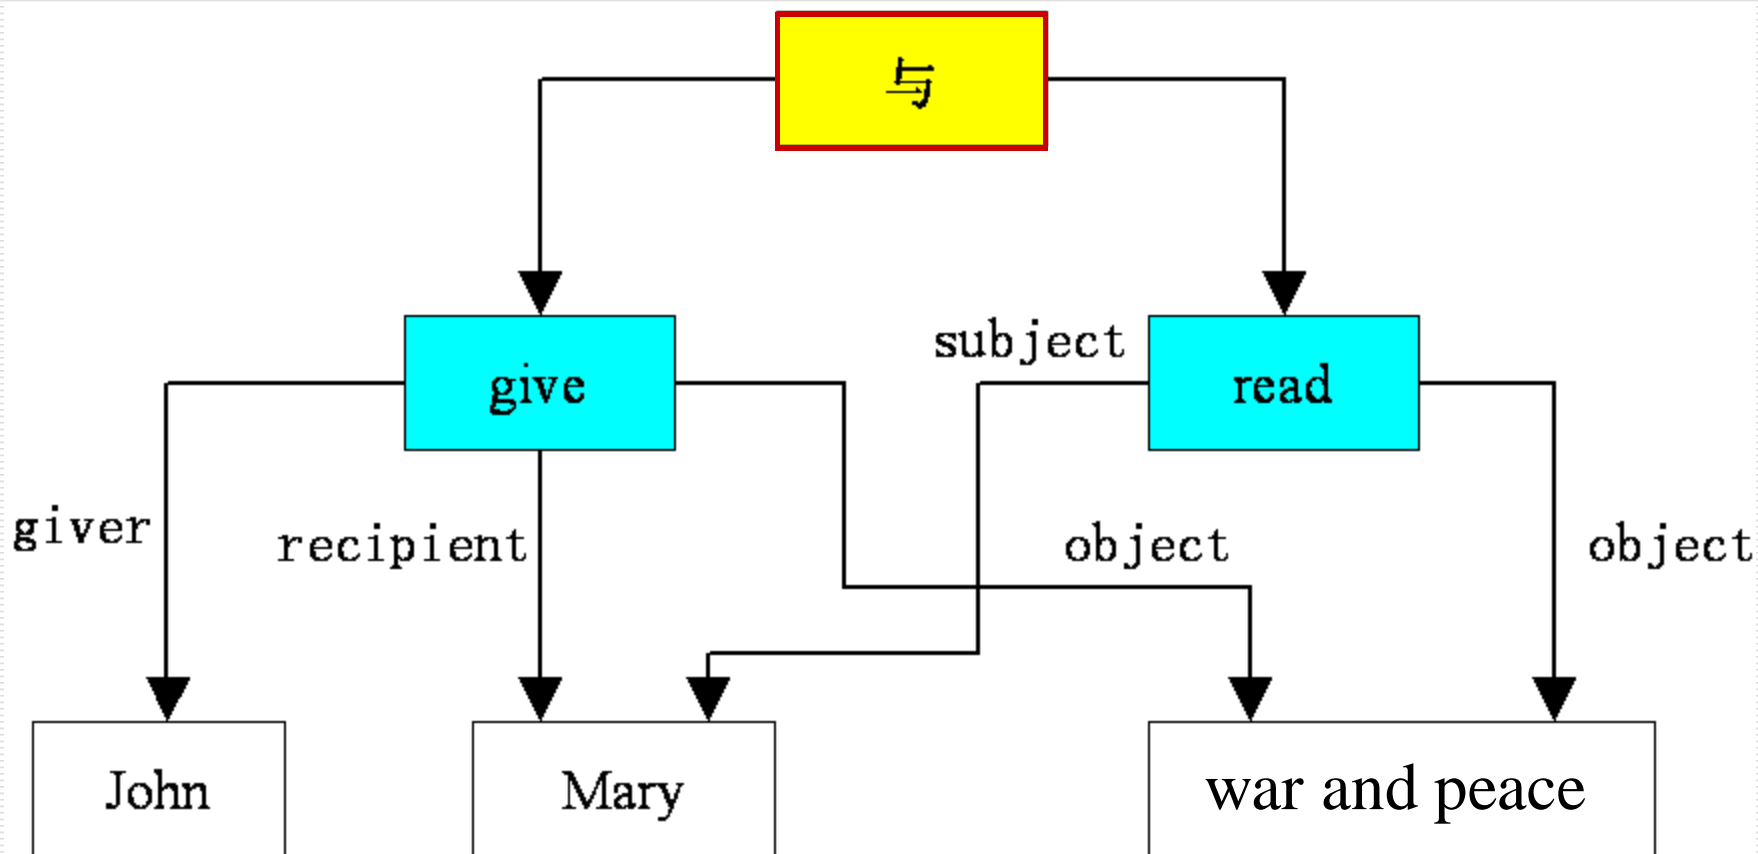 与
subject
give
read
giver
recipient
object
object
John
Mary
war and peace